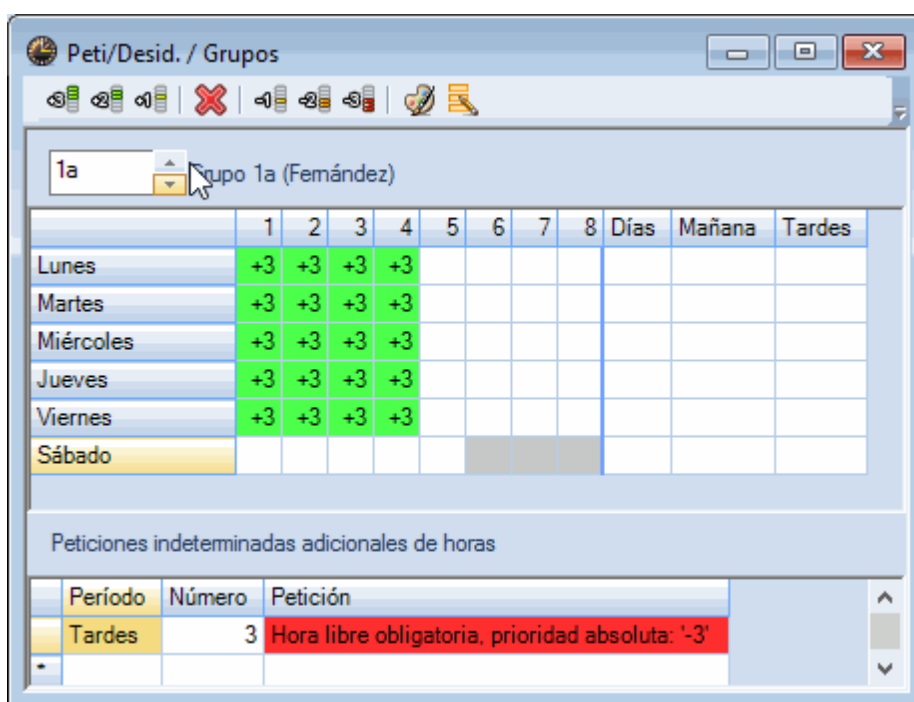 Peti/Desid. / Grupos
1a Grupo 1a (Fernández)
1 2 3 4 5 6 7 8 Días Mañana Tardes
Lunes +3 +3 +3 +3
Martes +3 +3 +3 +3
Miércoles +3 +3 +3 +3
Jueves +3 +3 +3 +3
Viernes +3 +3 +3 +3
Sábado
Peticiones indeterminadas adicionales de horas
Período Número Petición
Tardes 3 Hora libre obligatoria, prioridad absoluta: '-3'
*